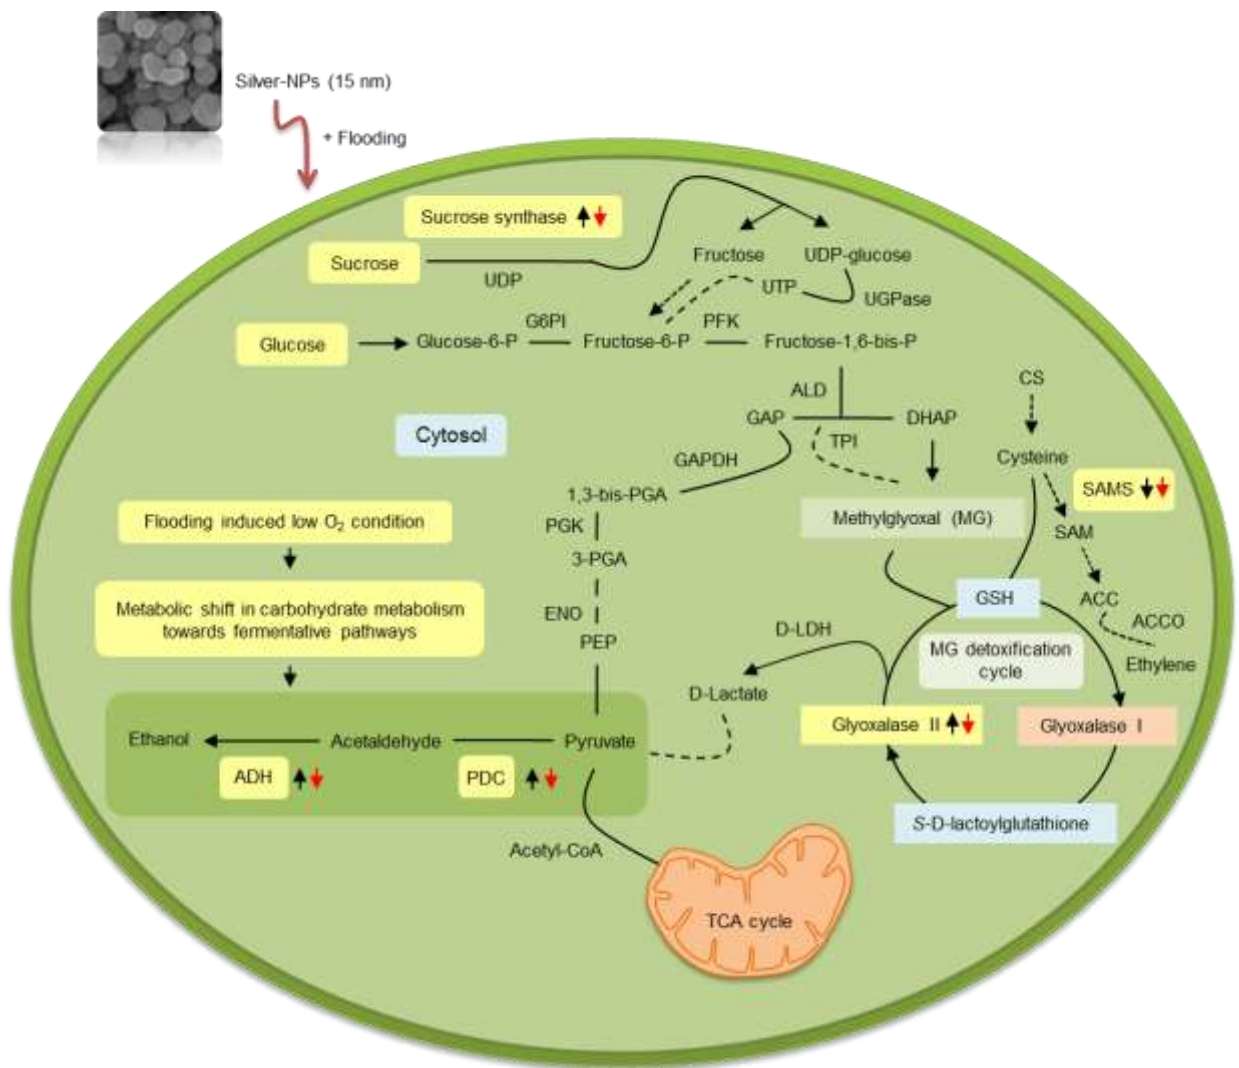 Silver-NPs (15 nm)
+ Flooding
Sucrose synthase
Sucrose
UDP
Fructose
UDP-glucose
UTP
UGPase
Glucose
Glucose-6-P
G6PI
Fructose-6-P
PFK
Fructose-1,6-bis-P
ALD
GAP
DHAP
TPI
GAPDH
CS
Cysteine
SAMS
SAM
ACC
ACCO
Ethylene
Cytosol
1,3-bis-PGA
PGK
3-PGA
ENO
PEP
Methylglyoxal (MG)
GSH
MG detoxification
cycle
Flooding induced low O₂ condition
Metabolic shift in carbohydrate metabolism
towards fermentative pathways
D-LDH
D-Lactate
Glyoxalase II
Glyoxalase I
S-D-lactoylglutathione
Ethanol
Acetaldehyde
Pyruvate
ADH
PDC
Acetyl-CoA
TCA cycle